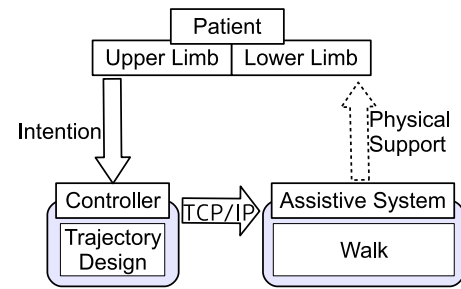 Patient
Upper Limb
Lower Limb
Intention
Physical
Support
Controller
TCP/IP
Assistive System
Trajectory
Design
Walk